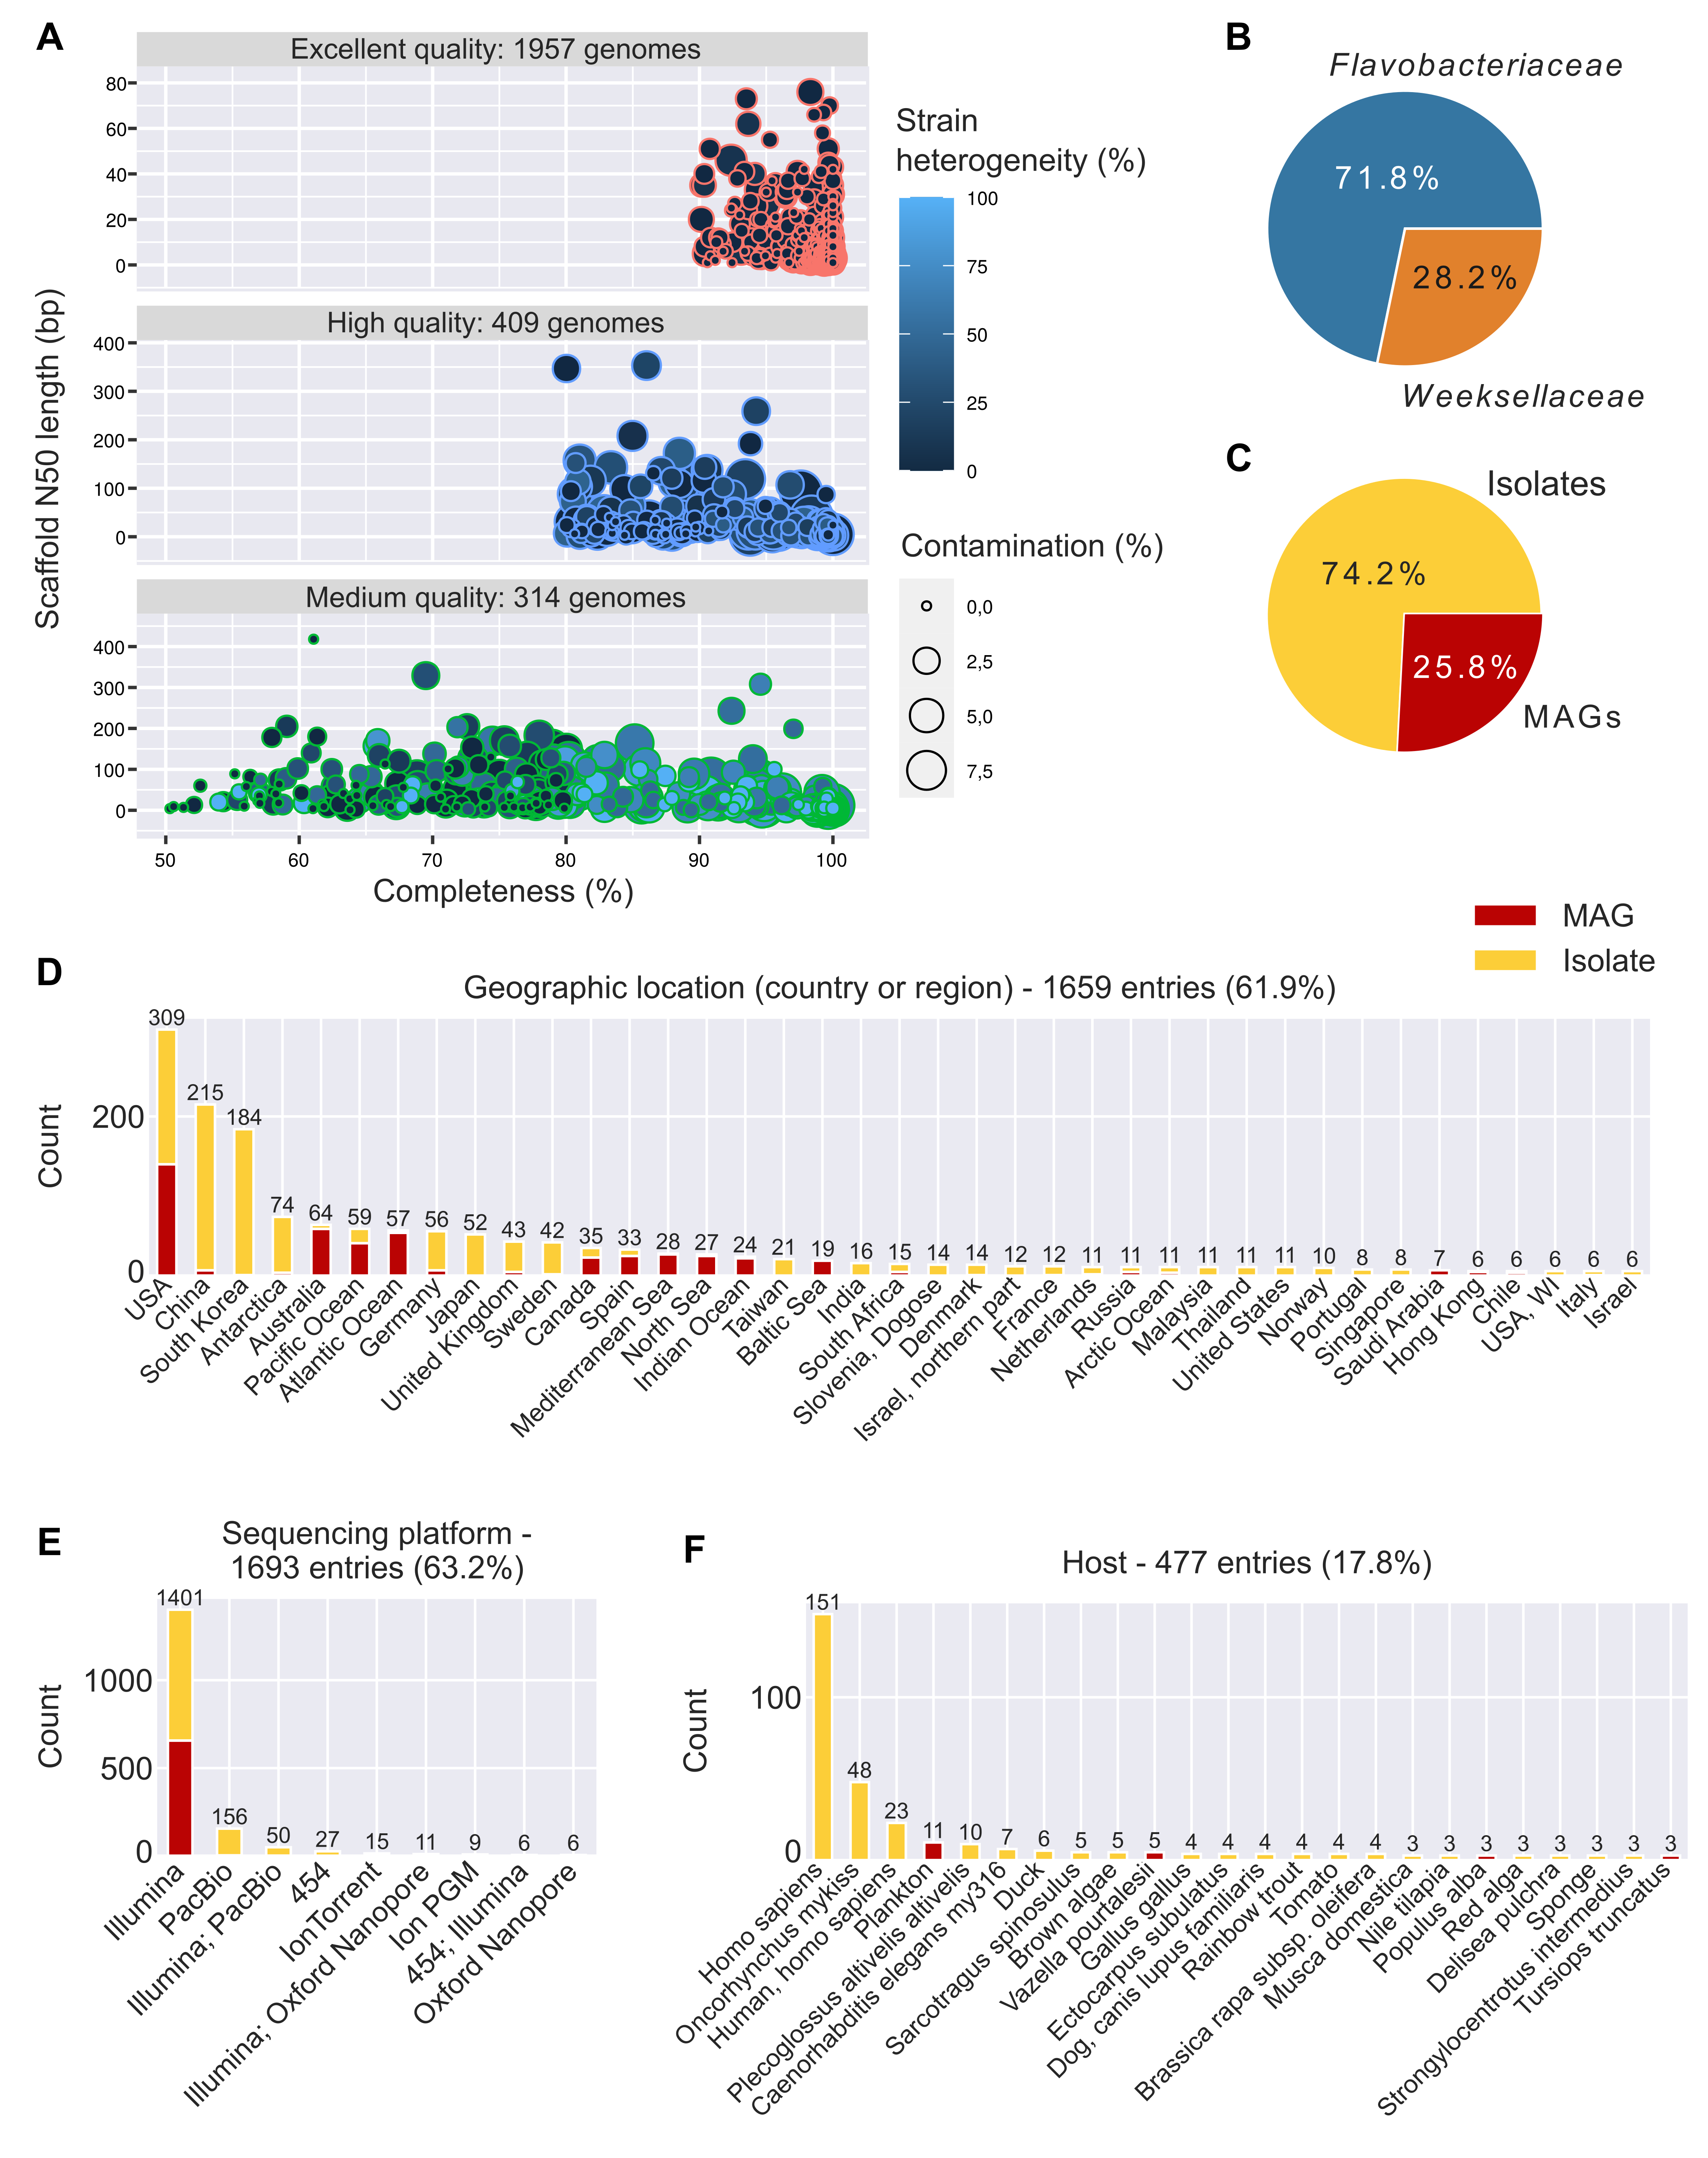 A
Excellent quality: 1957 genomes
80
60
40
20
0
High quality: 409 genomes
400
300
200
100
0
Medium quality: 314 genomes
400
300
200
100
0
50 60 70 80 90 100
Completeness (%)
Scaffold N50 length (bp)
Strain
heterogeneity (%)
100
75
50
25
0
Contamination (%)
0,0
2,5
5,0
7,5
B
Flavobacteriaceae
71.8%
28.2%
Weeksellaceae
C
Isolates
74.2%
25.8%
MAGs
MAG
Isolate
D
Geographic location (country or region) - 1659 entries (61.9%)
Count
200
0
309 215 184 74 64 59 57 56 52 43 42 35 33 28 27 24 21 19 16 15 14 14 12 12 11 11 11 11 11 11 10 8 8 7 6 6 6 6 6
USA
China
South Korea
Antarctica
Australia
Pacific Ocean
Atlantic Ocean
Germany
Japan
United Kingdom
Sweden
Canada
Spain
Mediterranean Sea
North Sea
Indian Ocean
Taiwan
Baltic Sea
India
South Africa
Slovenia, Dogose
Denmark
Israel, northern part
France
Netherlands
Russia
Arctic Ocean
Malaysia
Thailand
United States
Norway
Portugal
Singapore
Saudi Arabia
Hong Kong
Chile
USA, WI
Italy
Israel
E
Sequencing platform -
1693 entries (63.2%)
Count
1000
500
0
1401 156 50 27 15 11 9 6 6
Illumina
PacBio
Illumina; PacBio
454
IonTorrent
Illumina; Oxford Nanopore
Ion PGM
454; Illumina
Oxford Nanopore
F
Host - 477 entries (17.8%)
Count
100
0
151 48 23 11 10 7 6 5 5 5 4 4 4 4 4 4 3 3 3 3 3 3 3 3
Homo sapiens
Oncorhynchus mykiss
Human, homo sapiens
Plankton
Plecoglossus altivelis altivelis
Caenorhabditis elegans my316
Duck
Sarcotragus spinosulus
Brown algae
Vazella pourtalesii
Gallus gallus
Ectocarpus subulatus
Dog, canis lupus familiaris
Rainbow trout
Tomato
Brassica rapa subsp. oleifera
Musca domestica
Nile tilapia
Populus alba
Red alga
Delisea pulchra
Sponge
Strongylocentrotus intermedius
Tursiops truncatus